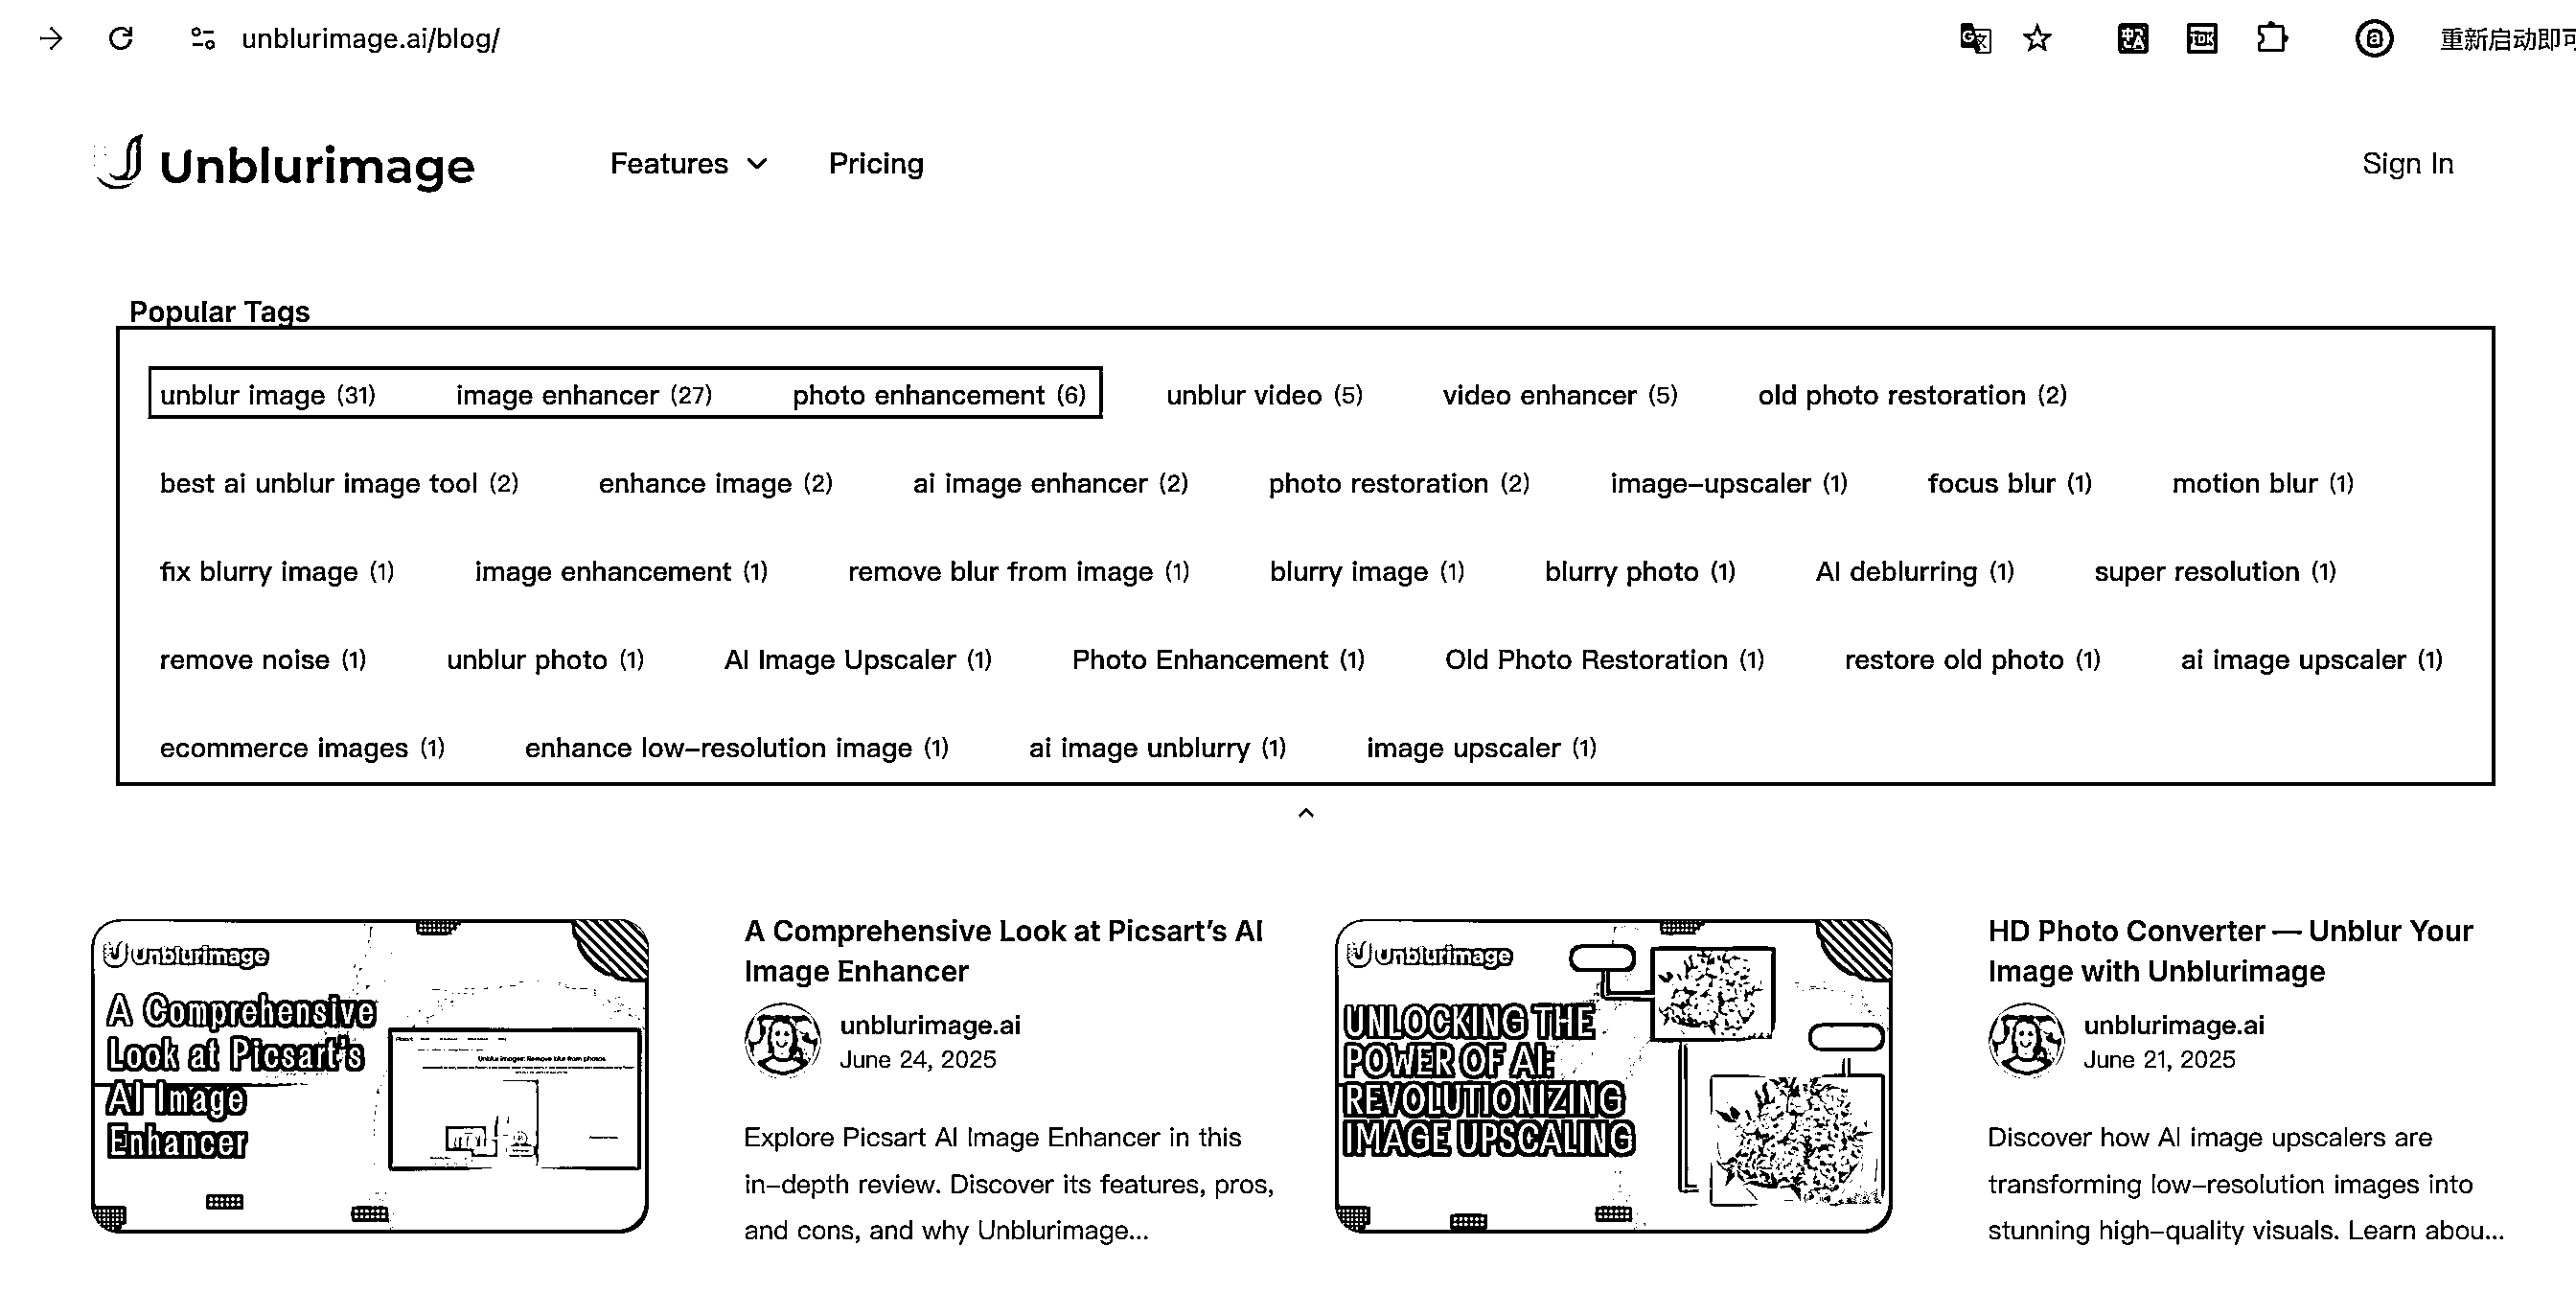 unblurimage.ai/blog/
重新启动即可
Unblurimage Features Pricing Sign In
Popular Tags
unblur image (31) image enhancer (27) photo enhancement (6) unblur video (5) video enhancer (5) old photo restoration (2)
best ai unblur image tool (2) enhance image (2) ai image enhancer (2) photo restoration (2) image-upscaler (1) focus blur (1) motion blur (1)
fix blurry image (1) image enhancement (1) remove blur from image (1) blurry image (1) blurry photo (1) AI deblurring (1) super resolution (1)
remove noise (1) unblur photo (1) AI Image Upscaler (1) Photo Enhancement (1) Old Photo Restoration (1) restore old photo (1) ai image upscaler (1)
ecommerce images (1) enhance low-resolution image (1) ai image unblurry (1) image upscaler (1)
Unblurimage
A Comprehensive
Look at Picsart's
AI Image
Enhancer
Unblur images: Remove blur from photos
A Comprehensive Look at Picsart's AI
Image Enhancer
unblurimage.ai
June 24, 2025
Explore Picsart AI Image Enhancer in this
in-depth review. Discover its features, pros,
and cons, and why Unblurimage...
Unblurimage
UNLOCKING THE
POWER OF AI:
REVOLUTIONIZING
IMAGE UPSCALING
HD Photo Converter — Unblur Your
Image with Unblurimage
unblurimage.ai
June 21, 2025
Discover how AI image upscalers are
transforming low-resolution images into
stunning high-quality visuals. Learn abou...